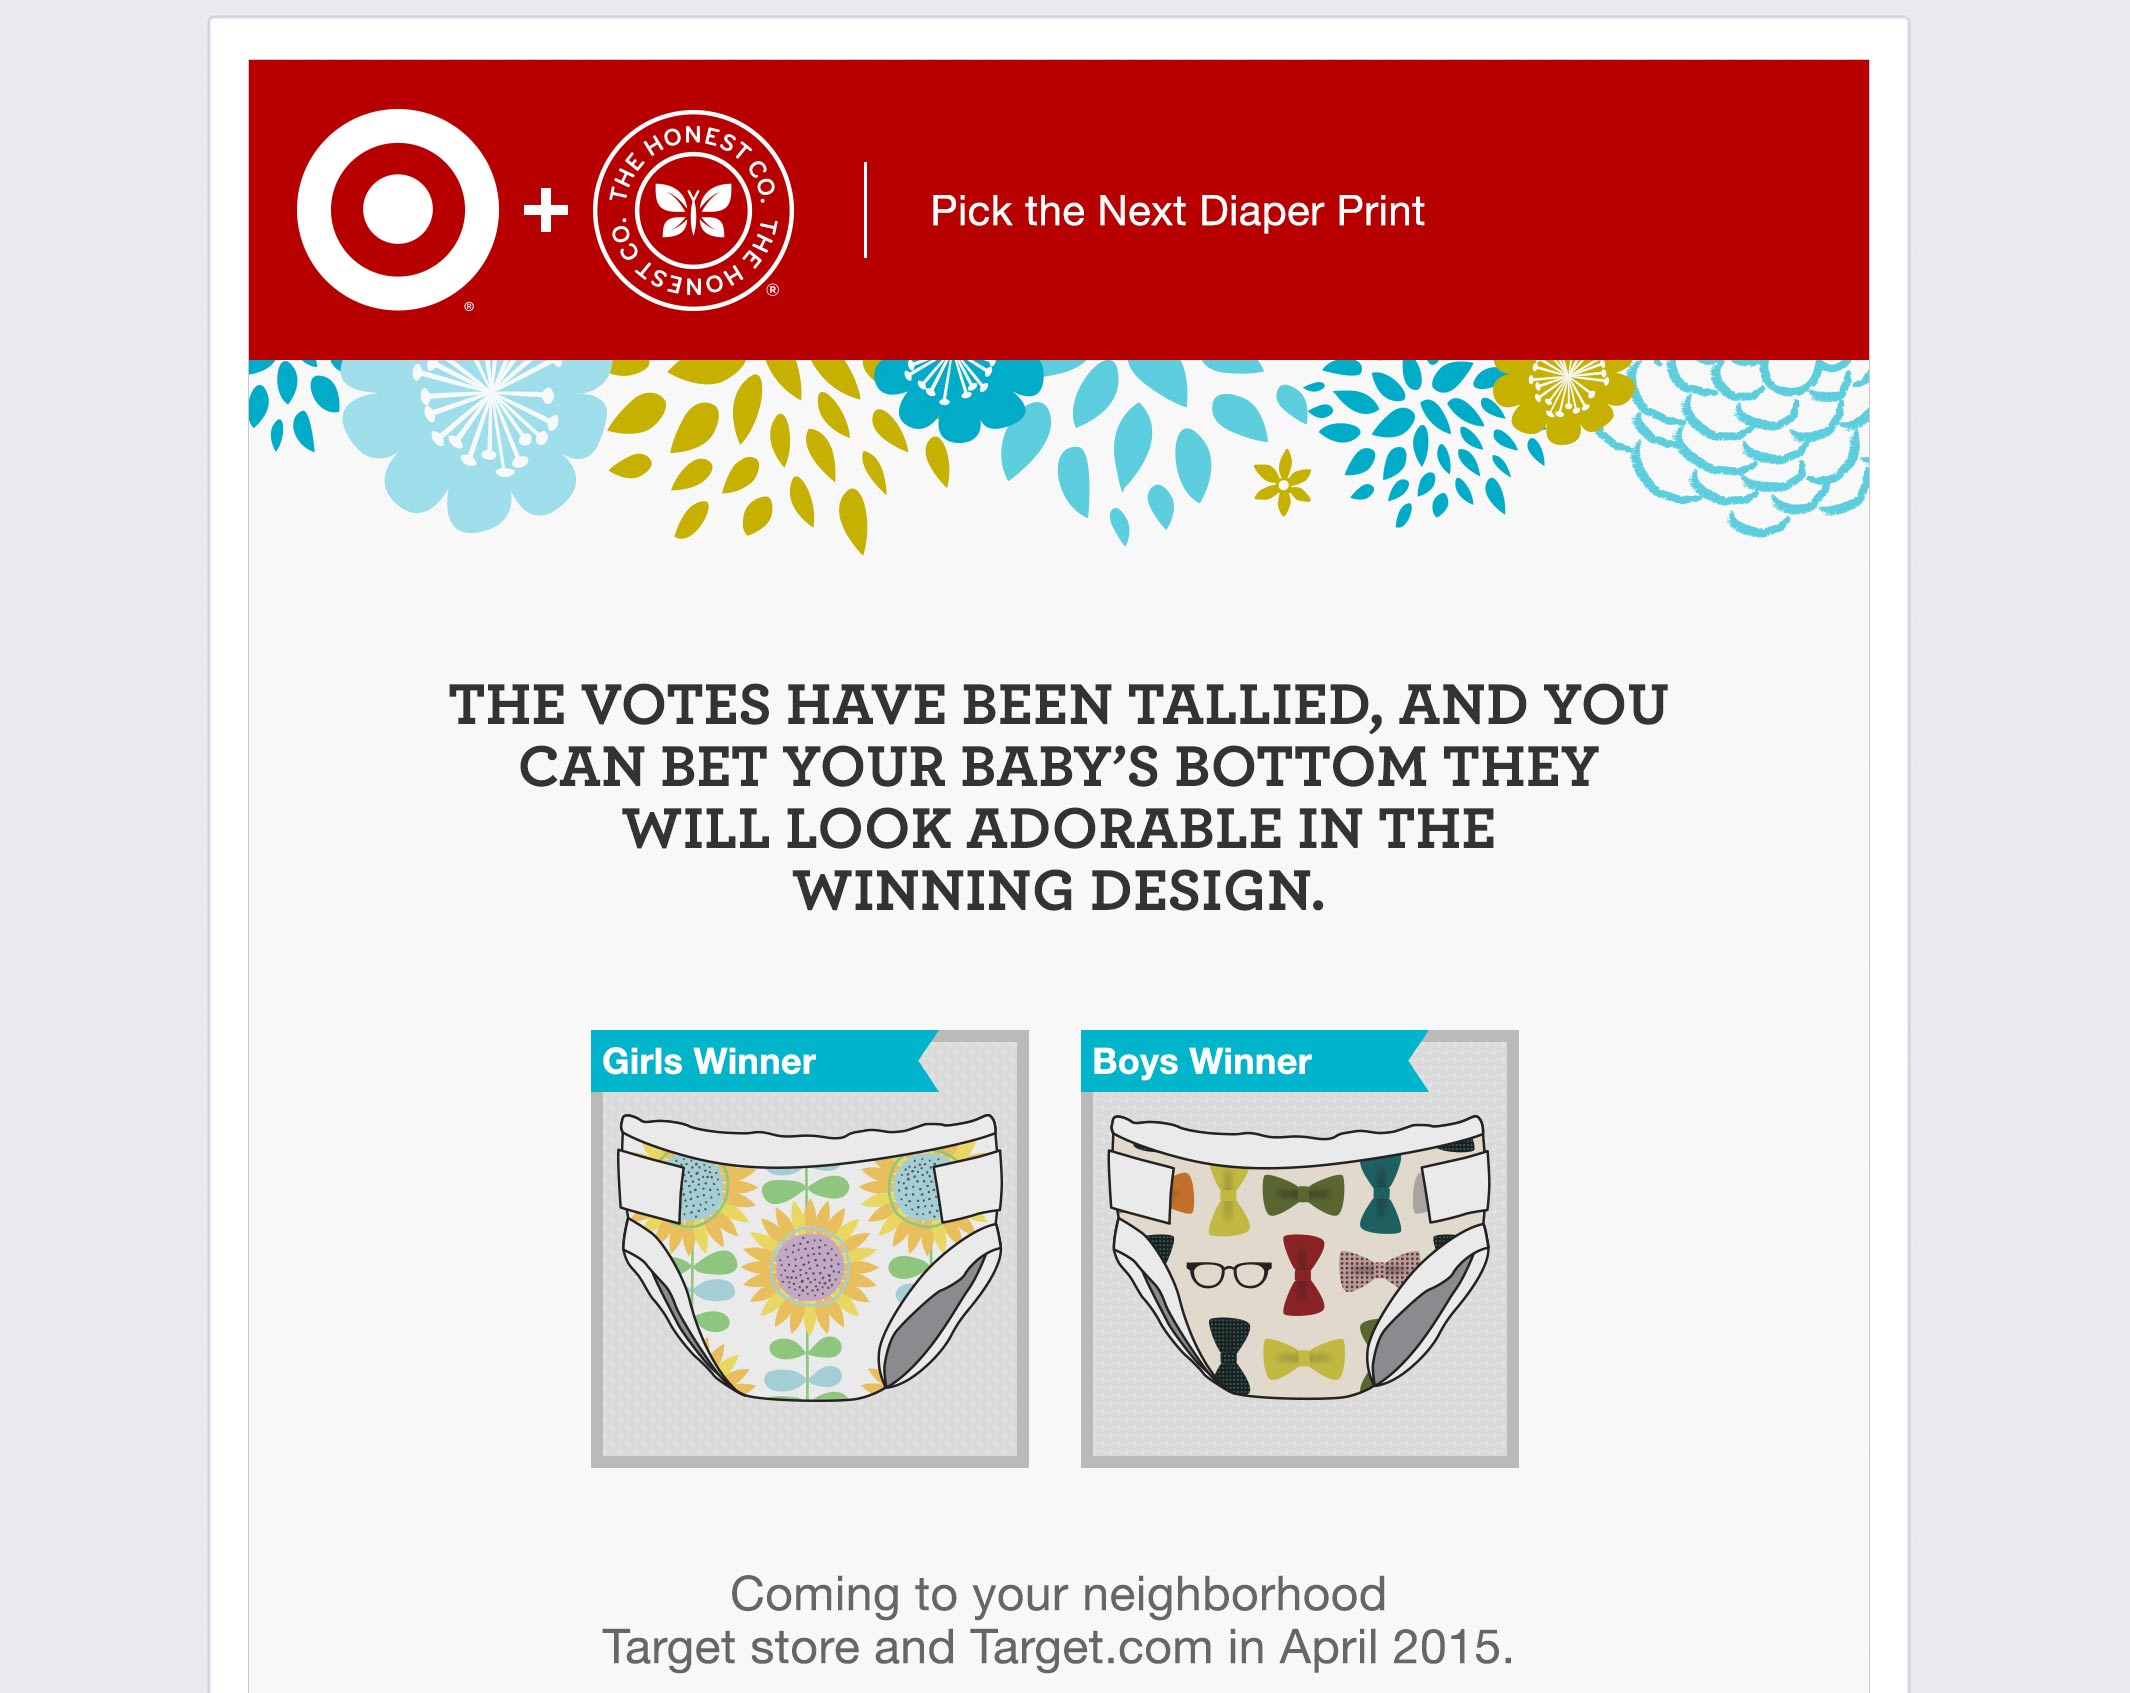 THE HONEST CO. THE HONEST CO.
®
®
+
Pick the Next Diaper Print
THE VOTES HAVE BEEN TALLIED, AND YOU
CAN BET YOUR BABY’S BOTTOM THEY
WILL LOOK ADORABLE IN THE
WINNING DESIGN.
Girls Winner
Boys Winner
Coming to your neighborhood
Target store and Target.com in April 2015.